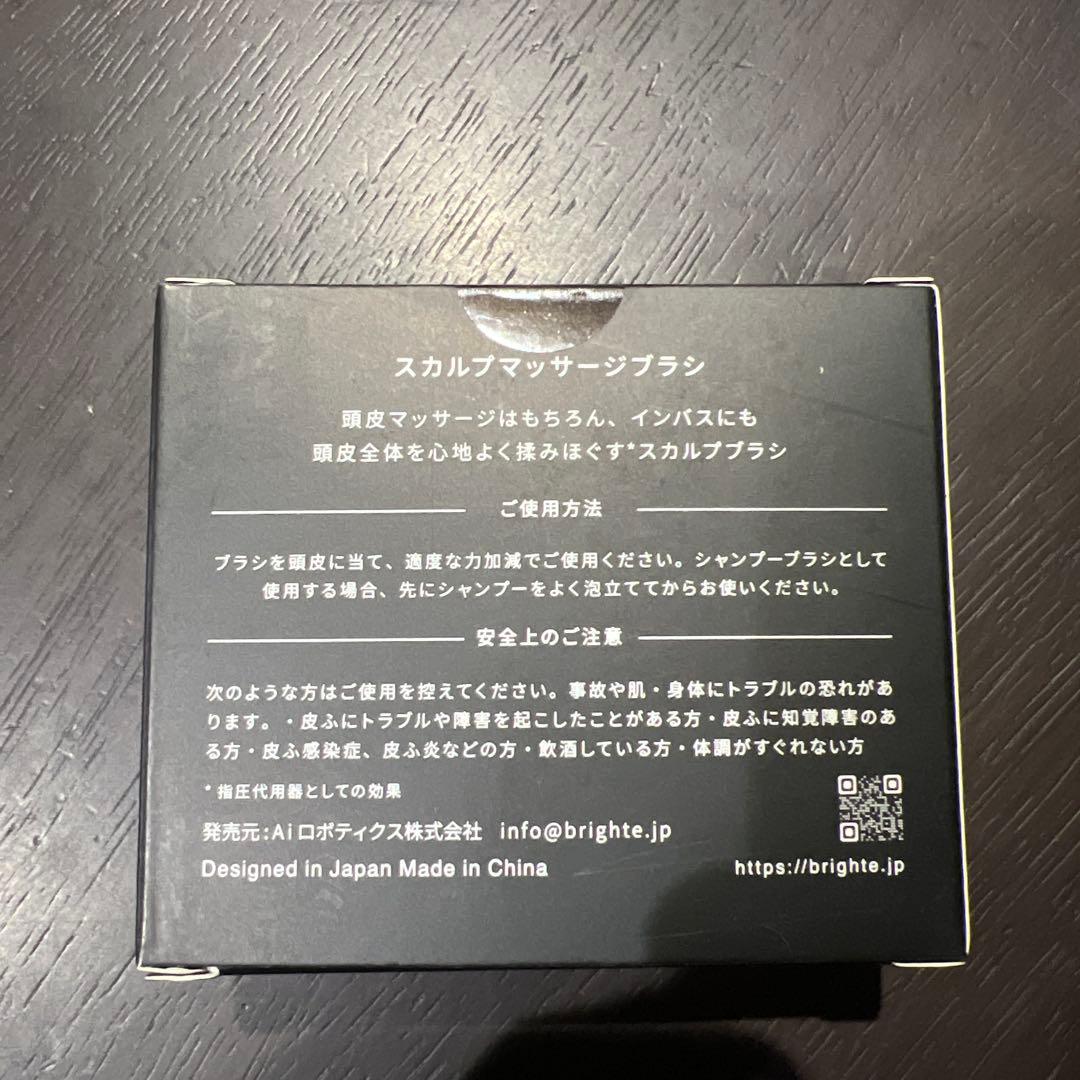 スカルプマッサージブラシ
頭皮マッサージはもちろん、インバスにも
頭皮全体を心地よく揉みほぐす*スカルプブラシ
ご使用方法
ブラシを頭皮に当て、適度な力加減でご使用ください。シャンプーブラシとして
使用する場合、先にシャンプーをよく泡立ててからお使いください。
安全上のご注意
次のような方はご使用を控えてください。事故や肌・身体にトラブルの恐れがあ
ります。・皮ふにトラブルや障害を起こしたことがある方・皮ふに知覚障害のあ
る方・皮ふ感染症、皮ふ炎などの方・飲酒している方・体調がすぐれない方
* 指圧代用器としての効果
発売元:Aiロボティクス株式会社 info@brighte.jp
Designed in Japan Made in China
https://brighte.jp